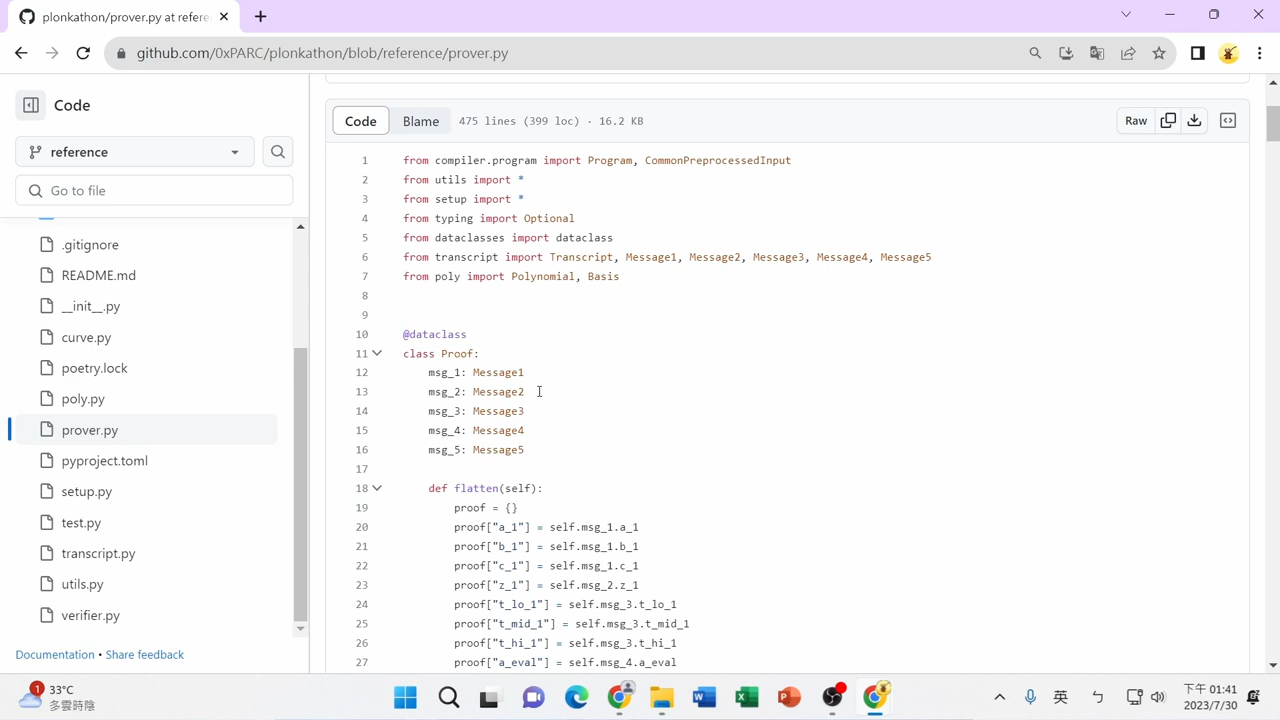 plonkathon/prover.py at refere
github.com/0xPARC/plonkathon/blob/reference/prover.py
Code
reference
Go to file
.gitignore
README.md
__init__.py
curve.py
poetry.lock
poly.py
prover.py
pyproject.toml
setup.py
test.py
transcript.py
utils.py
verifier.py
Documentation • Share feedback
Code Blame 475 lines (399 loc) · 16.2 KB Raw
1 from compiler.program import Program, CommonPreprocessedInput
2 from utils import *
3 from setup import *
4 from typing import Optional
5 from dataclasses import dataclass
6 from transcript import Transcript, Message1, Message2, Message3, Message4, Message5
7 from poly import Polynomial, Basis
8
9
10 @dataclass
11 class Proof:
12 msg_1: Message1
13 msg_2: Message2
14 msg_3: Message3
15 msg_4: Message4
16 msg_5: Message5
17
18 def flatten(self):
19 proof = {}
20 proof["a_1"] = self.msg_1.a_1
21 proof["b_1"] = self.msg_1.b_1
22 proof["c_1"] = self.msg_1.c_1
23 proof["z_1"] = self.msg_2.z_1
24 proof["t_lo_1"] = self.msg_3.t_lo_1
25 proof["t_mid_1"] = self.msg_3.t_mid_1
26 proof["t_hi_1"] = self.msg_3.t_hi_1
27 proof["a_eval"] = self.msg_4.a_eval
1
33°C
多雲時陰
英
下午 01:41
2023/7/30